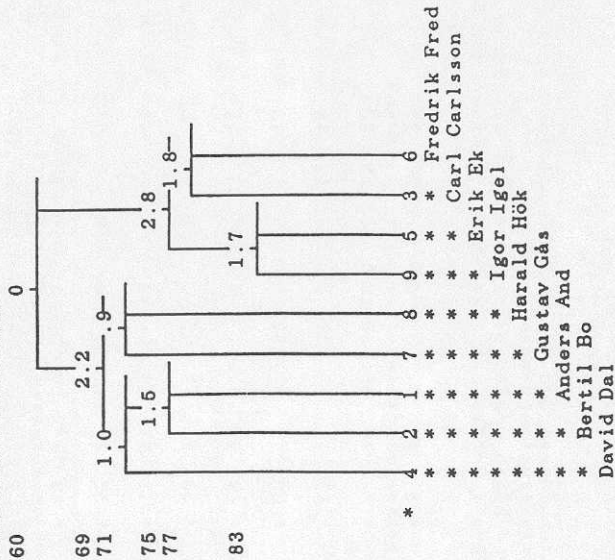 60 0
69 2.2
71
1.0 .9
75 1.5 2.8
77 1.8
83 1.7
* 4 2 1 7 8 9 5 3 6
* * * * * * * * Fredrik Fred
* * * * * * * Carl Carlsson
* * * * * * Erik Ek
* * * * * Igor Igel
* * * * Harald Hök
* * * Gustav Gås
* * Anders And
* Bertil Bo
David Dal